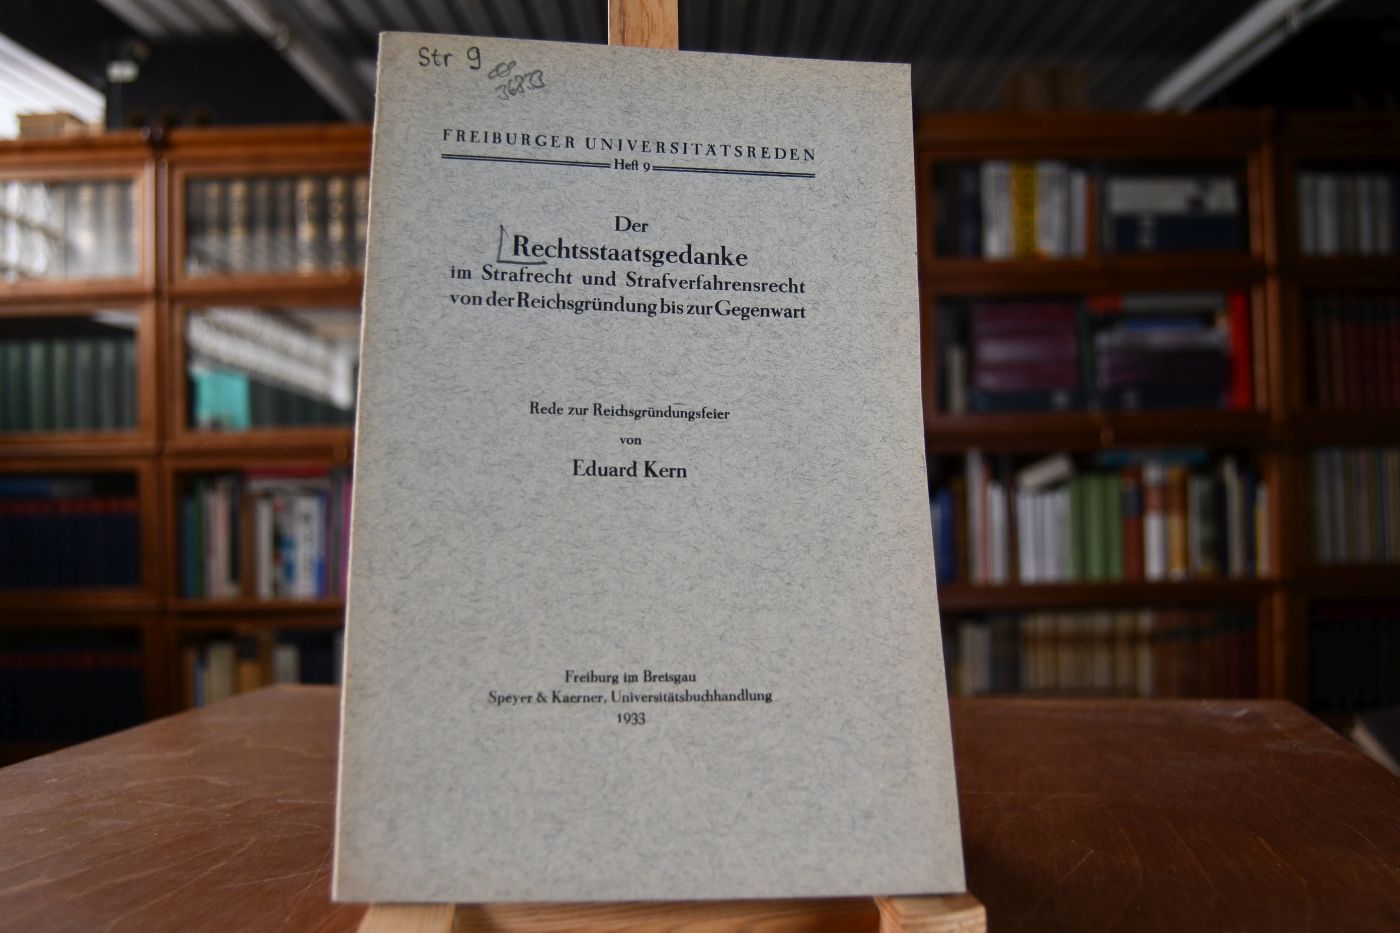 Str 9
36833
FREIBURGER UNIVERSITÄTSREDEN
Heft 9
Der
Rechtsstaatsgedanke
im Strafrecht und Strafverfahrensrecht
von der Reichsgründung bis zur Gegenwart
Rede zur Reichsgründungsfeier
von
Eduard Kern
Freiburg im Breisgau
Speyer & Kaerner, Universitätsbuchhandlung
1933